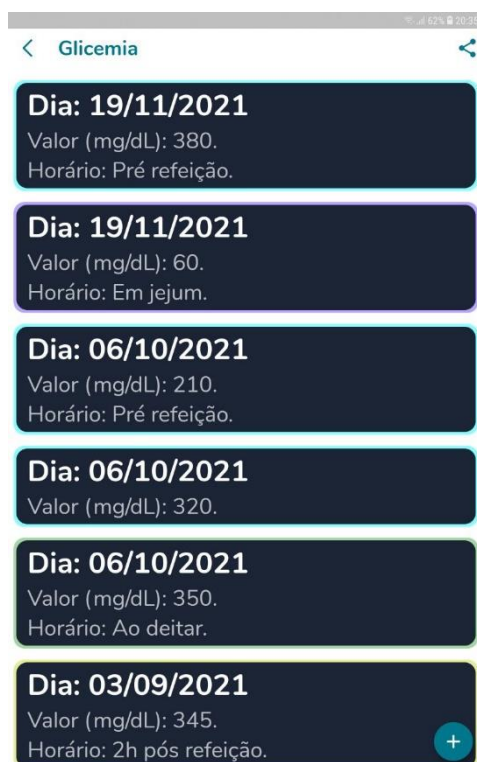 62% 20:35
Glicemia
Dia: 19/11/2021
Valor (mg/dL): 380.
Horário: Pré refeição.
Dia: 19/11/2021
Valor (mg/dL): 60.
Horário: Em jejum.
Dia: 06/10/2021
Valor (mg/dL): 210.
Horário: Pré refeição.
Dia: 06/10/2021
Valor (mg/dL): 320.
Dia: 06/10/2021
Valor (mg/dL): 350.
Horário: Ao deitar.
Dia: 03/09/2021
Valor (mg/dL): 345.
Horário: 2h pós refeição.
+